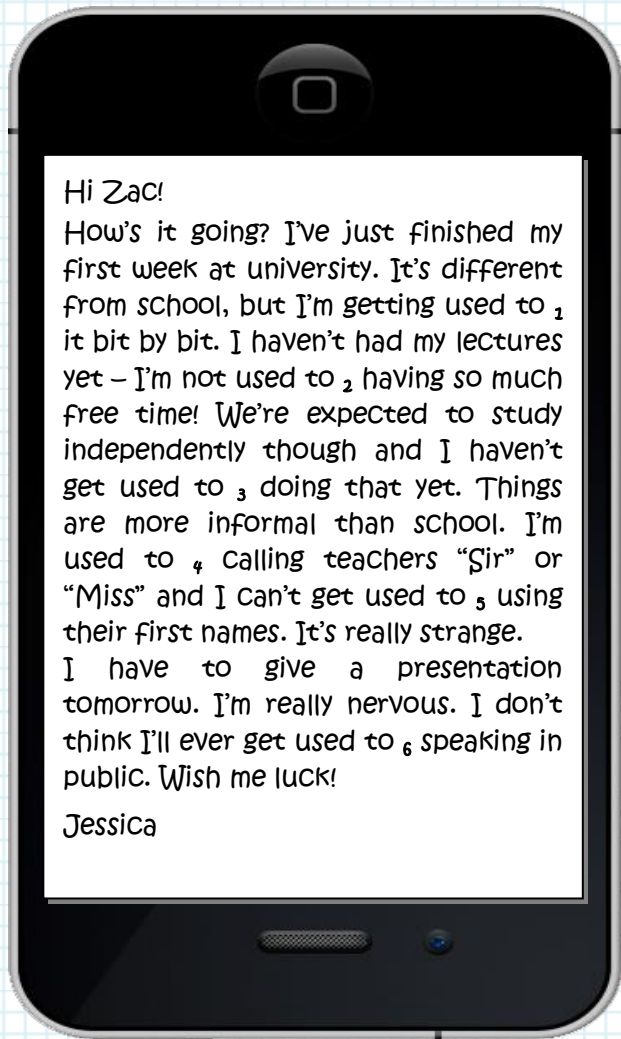 Hi Zac!
How's it going? I've just finished my
first week at university. It's different
from school, but I'm getting used to 1
it bit by bit. I haven't had my lectures
yet – I'm not used to 2 having so much
free time! We're expected to study
independently though and I haven't
get used to 3 doing that yet. Things
are more informal than school. I'm
used to 4 calling teachers “Sir” or
“Miss” and I can't get used to 5 using
their first names. It's really strange.
I have to give a presentation
tomorrow. I'm really nervous. I don't
think I'll ever get used to 6 speaking in
public. Wish me luck!
Jessica